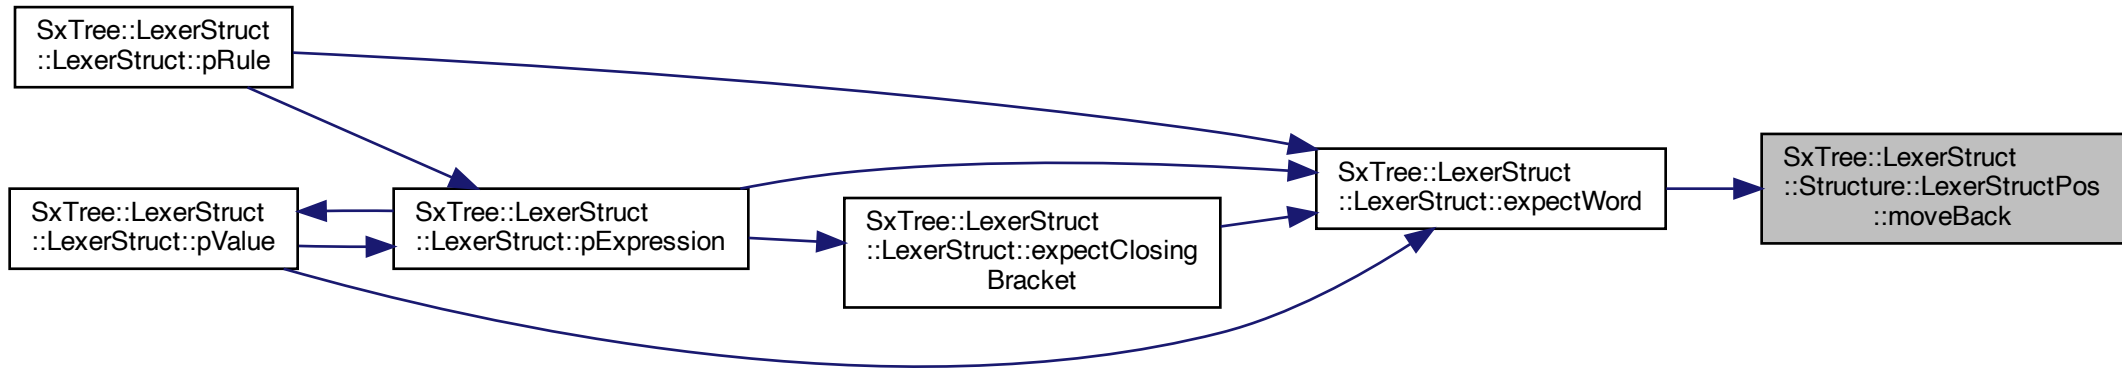 SxTree::LexerStruct
::LexerStruct::pRule
SxTree::LexerStruct
::LexerStruct::pValue
SxTree::LexerStruct
::LexerStruct::pExpression
SxTree::LexerStruct
::LexerStruct::expectClosing
Bracket
SxTree::LexerStruct
::LexerStruct::expectWord
SxTree::LexerStruct
::Structure::LexerStructPos
::moveBack